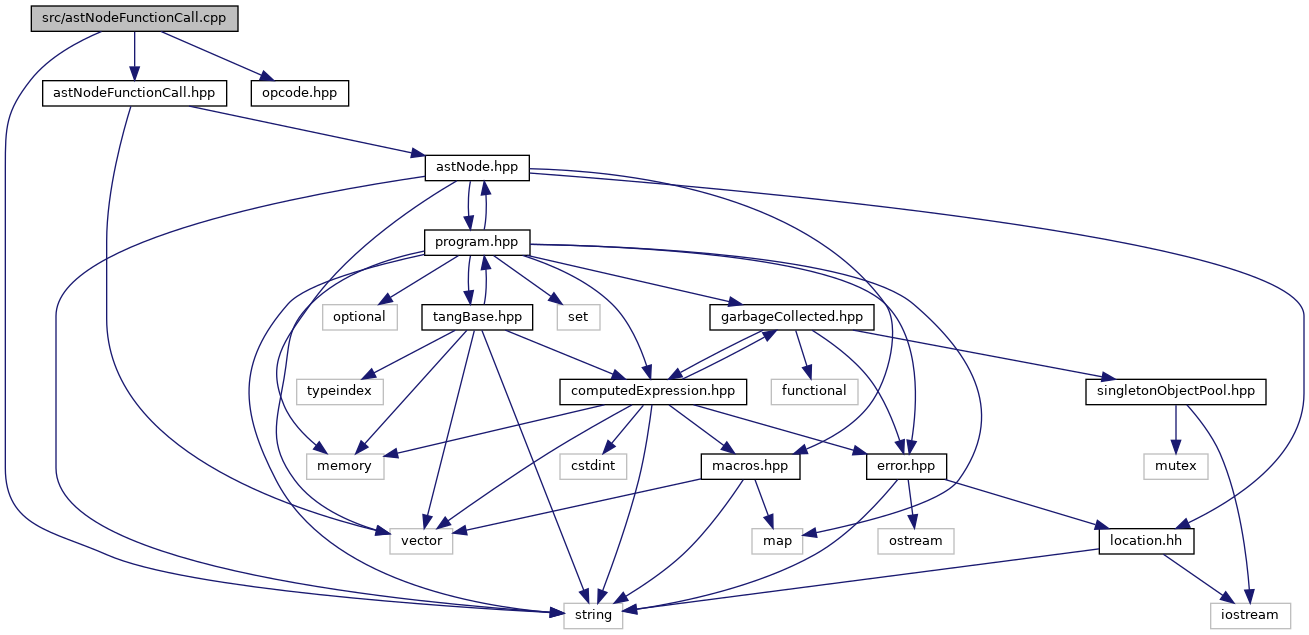 src/astNodeFunctionCall.cpp
astNodeFunctionCall.hpp
opcode.hpp
astNode.hpp
program.hpp
optional
tangBase.hpp
set
garbageCollected.hpp
typeindex
computedExpression.hpp
functional
singletonObjectPool.hpp
memory
cstdint
macros.hpp
error.hpp
mutex
vector
map
ostream
location.hh
string
iostream